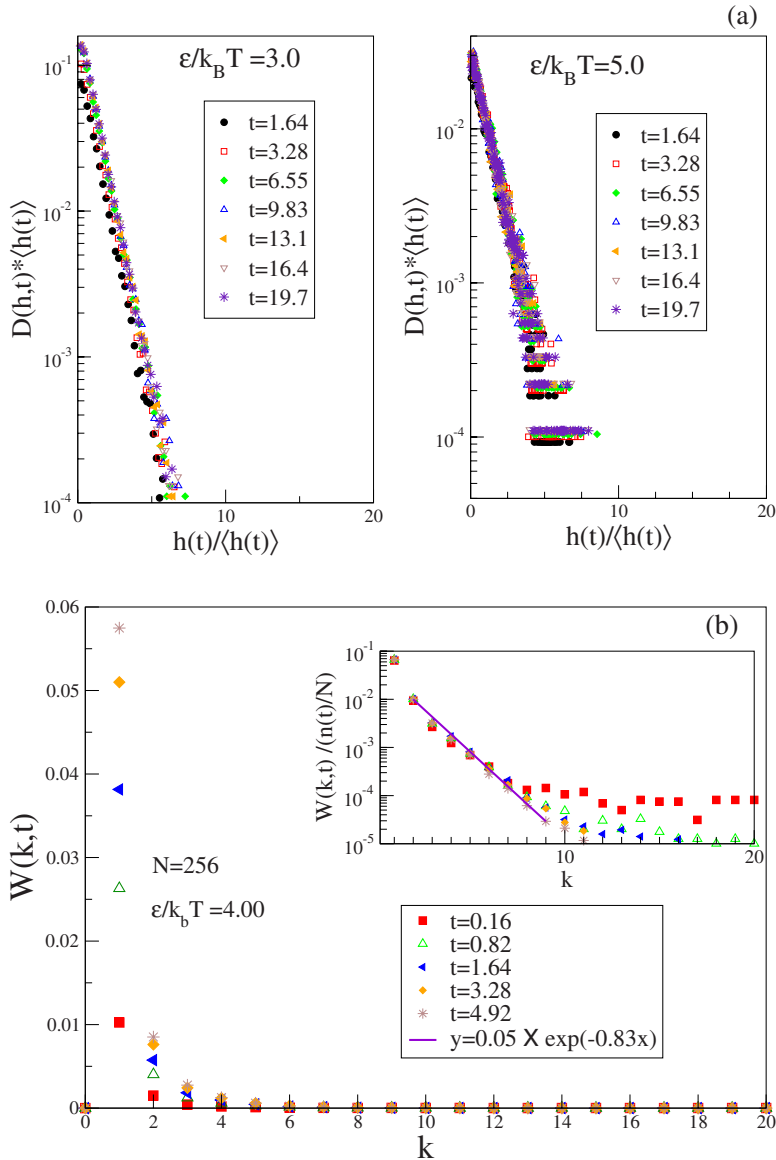 (a)
ε/k_BT =3.0
t=1.64
t=3.28
t=6.55
t=9.83
t=13.1
t=16.4
t=19.7
10^-1
10^-2
10^-3
10^-4
D(h,t)*⟨h(t)⟩
0 10 20
h(t)/⟨h(t)⟩
ε/k_BT=5.0
t=1.64
t=3.28
t=6.55
t=9.83
t=13.1
t=16.4
t=19.7
10^-2
10^-3
10^-4
D(h,t)*⟨h(t)⟩
0 5 10 15 20
h(t)/⟨h(t)⟩
(b)
0.06
0.05
0.04
0.03
0.02
0.01
0
W(k,t)
N=256
ε/k_bT =4.00
10^-1
10^-2
10^-3
10^-4
10^-5
W(k,t) /(n(t)/N)
10 20
k
t=0.16
t=0.82
t=1.64
t=3.28
t=4.92
y=0.05 X exp(-0.83x)
0 2 4 6 8 10 12 14 16 18 20
k